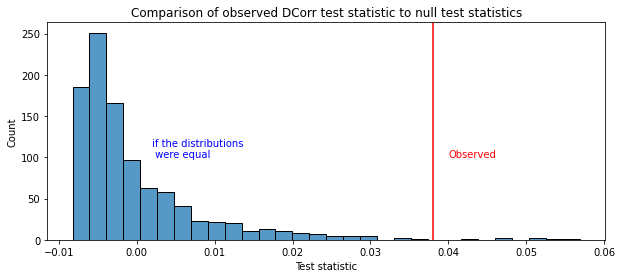 Comparison of observed DCorr test statistic to null test statistics
Count
250
200
150
100
50
0
if the distributions
were equal
Observed
−0.01
0.00
0.01
0.02
0.03
0.04
0.05
0.06
Test statistic